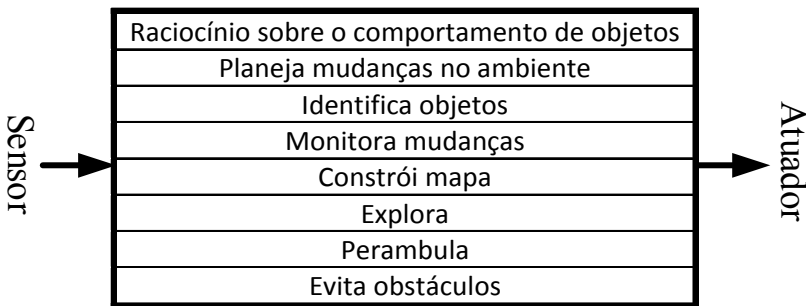 Sensor
Raciocínio sobre o comportamento de objetos
Planeja mudanças no ambiente
Identifica objetos
Monitora mudanças
Constrói mapa
Explora
Perambula
Evita obstáculos
Atuador